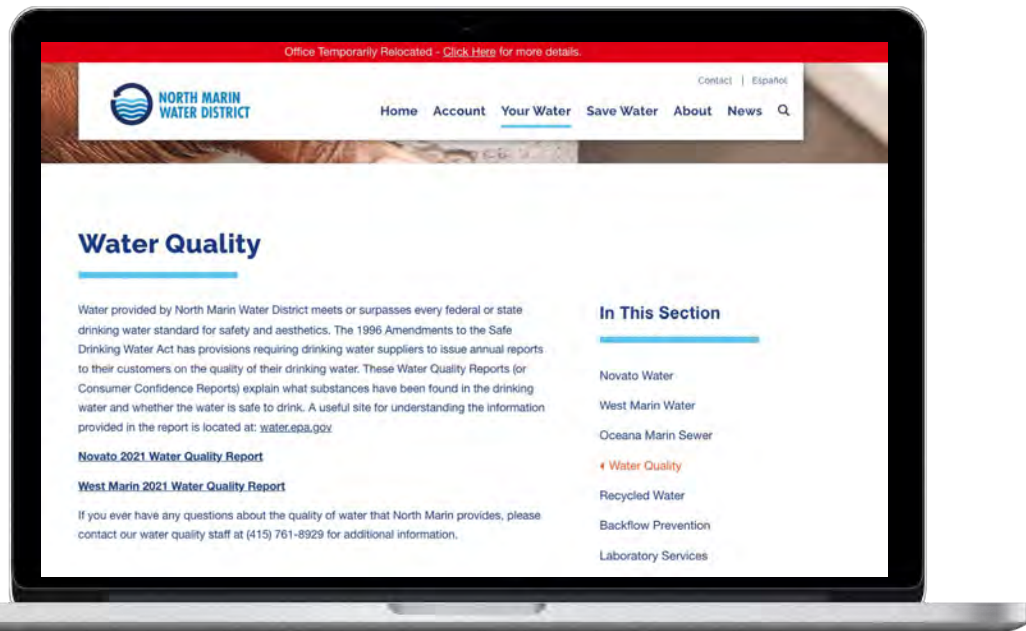 Office Temporarily Relocated - Click Here for more details.
Contact | Español
NORTH MARIN
WATER DISTRICT
Home Account Your Water Save Water About News
Water Quality
Water provided by North Marin Water District meets or surpasses every federal or state
drinking water standard for safety and aesthetics. The 1996 Amendments to the Safe
Drinking Water Act has provisions requiring drinking water suppliers to issue annual reports
to their customers on the quality of their drinking water. These Water Quality Reports (or
Consumer Confidence Reports) explain what substances have been found in the drinking
water and whether the water is safe to drink. A useful site for understanding the information
provided in the report is located at: water.epa.gov
Novato 2021 Water Quality Report
West Marin 2021 Water Quality Report
If you ever have any questions about the quality of water that North Marin provides, please
contact our water quality staff at (415) 761-8929 for additional information.
In This Section
Novato Water
West Marin Water
Oceana Marin Sewer
Water Quality
Recycled Water
Backflow Prevention
Laboratory Services